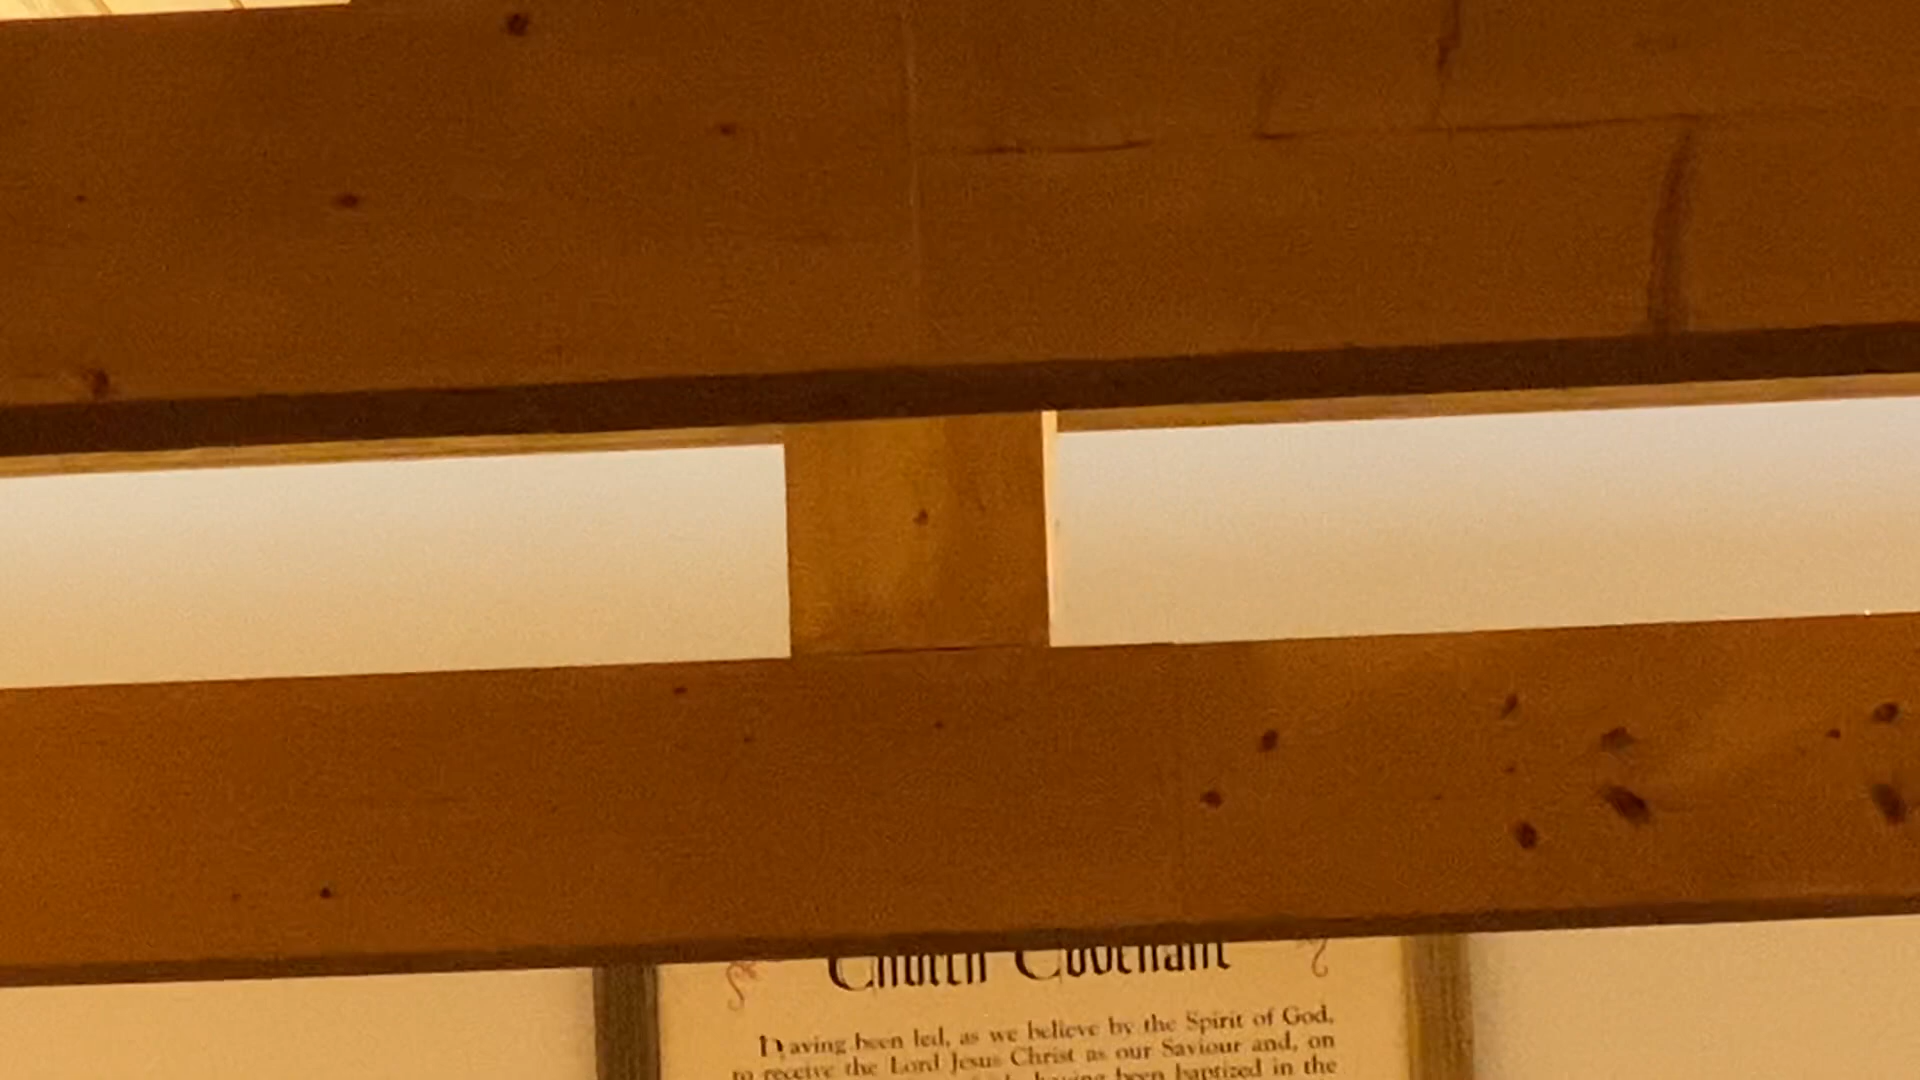 Church Covenant
Having been led, as we believe by the Spirit of God,
to receive the Lord Jesus Christ as our Saviour and, on
having been baptized in the